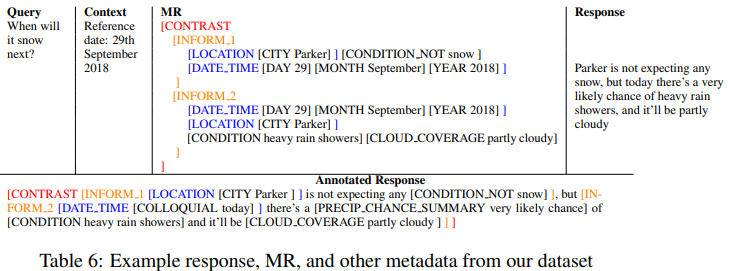 Query Context MR Response
When will Reference [CONTRAST
it snow date: 29th [INFORM_1
next? September [LOCATION [CITY Parker] ] [CONDITION_NOT snow ]
2018 [DATE_TIME [DAY 29] [MONTH September] [YEAR 2018] ] Parker is not expecting any
] snow, but today there's a very
[INFORM_2 likely chance of heavy rain
[DATE_TIME [DAY 29] [MONTH September] [YEAR 2018] ] showers, and it'll be partly
[LOCATION [CITY Parker] ] cloudy
[CONDITION heavy rain showers] [CLOUD_COVERAGE partly cloudy]
]
]
Annotated Response
[CONTRAST [INFORM_1 [LOCATION [CITY Parker ] ] is not expecting any [CONDITION_NOT snow] ], but [IN-
FORM_2 [DATE_TIME [COLLOQUIAL today] ] there's a [PRECIP_CHANCE_SUMMARY very likely chance] of
[CONDITION heavy rain showers] and it'll be [CLOUD_COVERAGE partly cloudy ] ] ]
Table 6: Example response, MR, and other metadata from our dataset